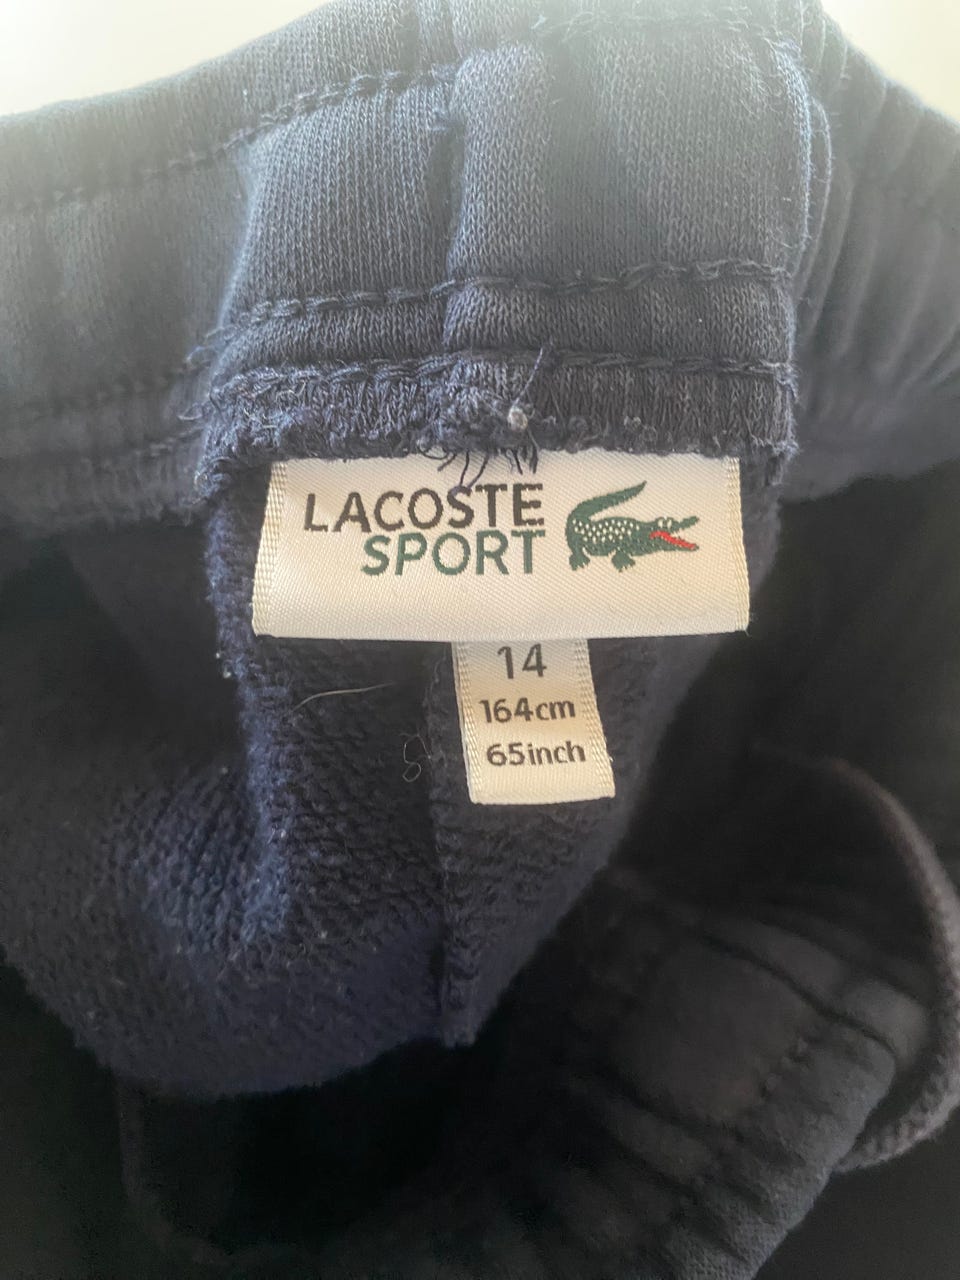 LACOSTE
SPORT
14
164cm
65inch